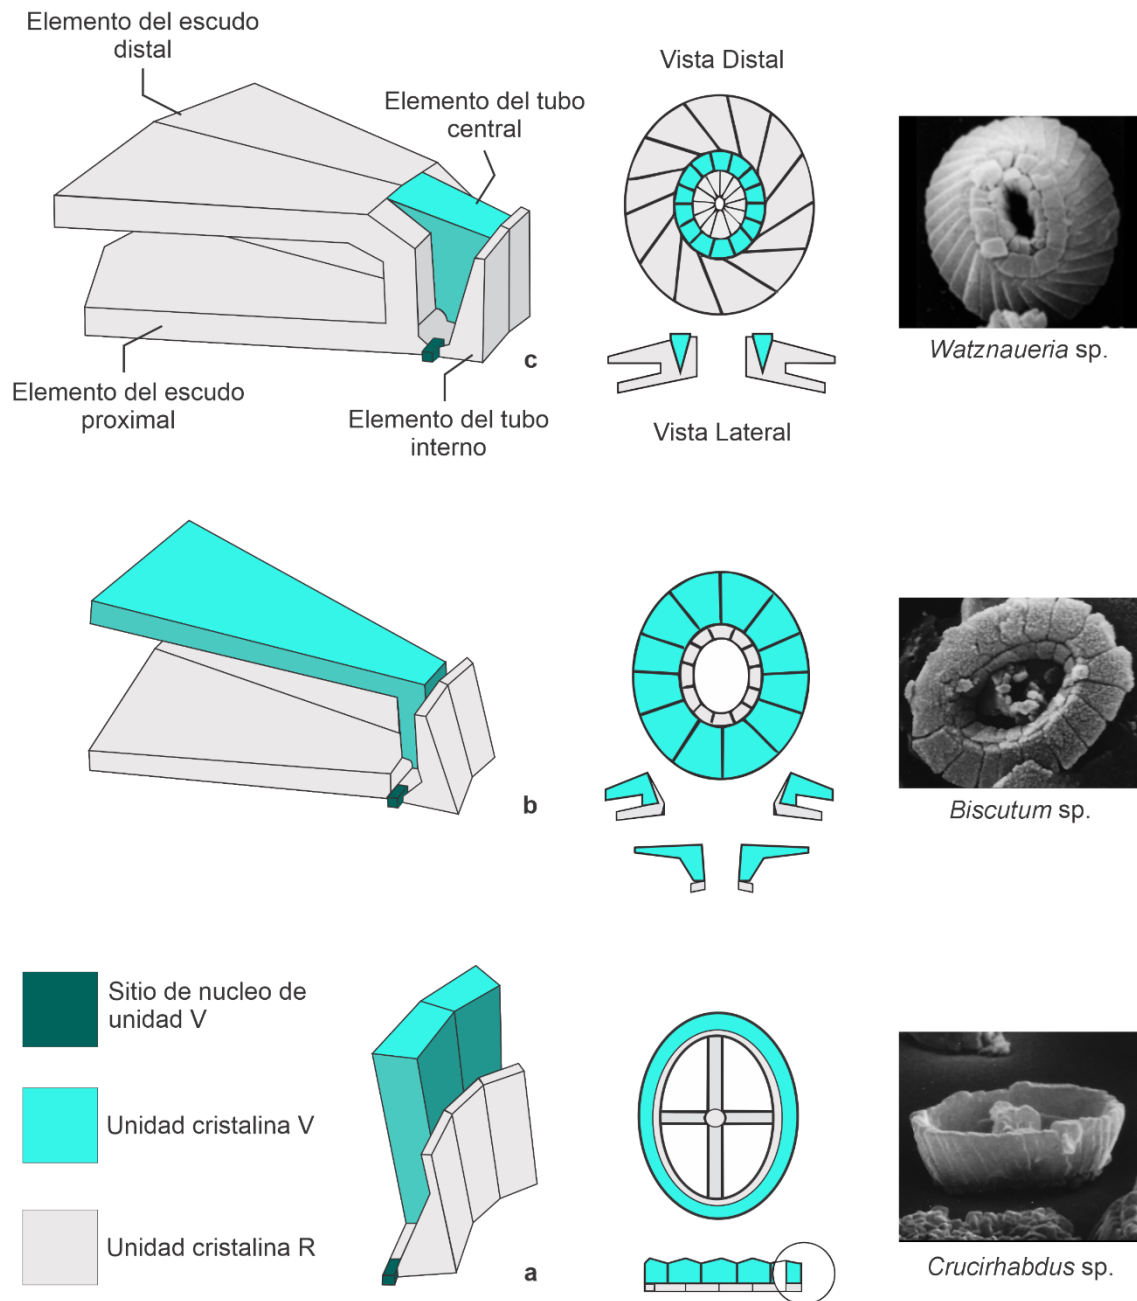 Elemento del escudo
distal
Vista Distal
Elemento del tubo
central
c
Watznaueria sp.
Elemento del escudo
proximal
Elemento del tubo
interno
Vista Lateral
b
Biscutum sp.
Sitio de nucleo de
unidad V
Unidad cristalina V
Unidad cristalina R
a
Crucirhabdus sp.